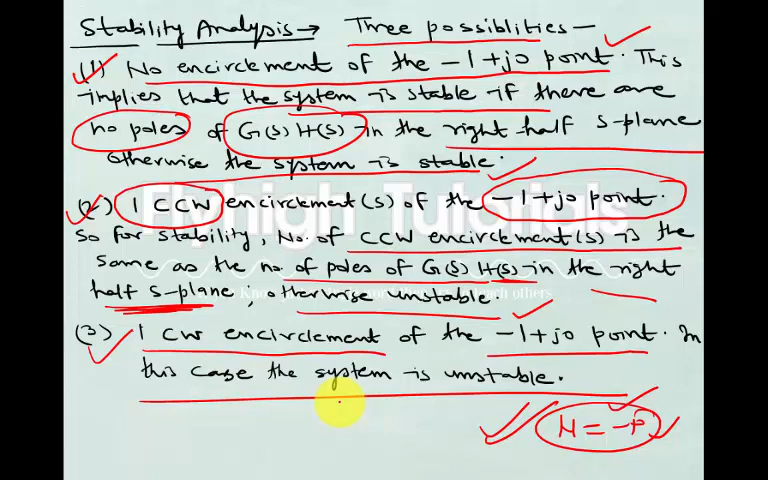 Stability Analysis → Three possiblities —
(1) No encirclement of the -1+j0 point. This
implies that the system is stable if there are
no poles of G(s) H(s) in the right half s-plane
Otherwise the system is stable.
(2) 1 CCW encirclement(s) of the -1+j0 point.
so for stability, No. of CCW encirclement(s) is the
same as the no of poles of G(s) H(s) in the right
half s-plane; otherwise unstable.
(3) 1 CW encirclement of the -1+j0 point. In
this case the system is unstable.
N = -P
Flyhigh Tutorials